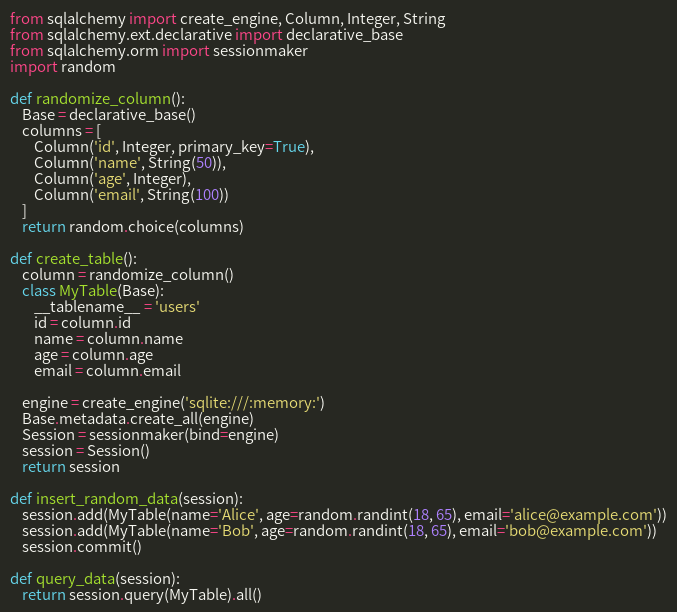 from sqlalchemy import create_engine, Column, Integer, String
from sqlalchemy.ext.declarative import declarative_base
from sqlalchemy.orm import sessionmaker
import random

def randomize_column():
    Base = declarative_base()
    columns = [
        Column('id', Integer, primary_key=True),
        Column('name', String(50)),
        Column('age', Integer),
        Column('email', String(100))
    ]
    return random.choice(columns)

def create_table():
    column = randomize_column()
    class MyTable(Base):
        __tablename__ = 'users'
        id = column.id
        name = column.name
        age = column.age
        email = column.email

    engine = create_engine('sqlite:///:memory:')
    Base.metadata.create_all(engine)
    Session = sessionmaker(bind=engine)
    session = Session()
    return session

def insert_random_data(session):
    session.add(MyTable(name='Alice', age=random.randint(18, 65), email='alice@example.com'))
    session.add(MyTable(name='Bob', age=random.randint(18, 65), email='bob@example.com'))
    session.commit()

def query_data(session):
    return session.query(MyTable).all()